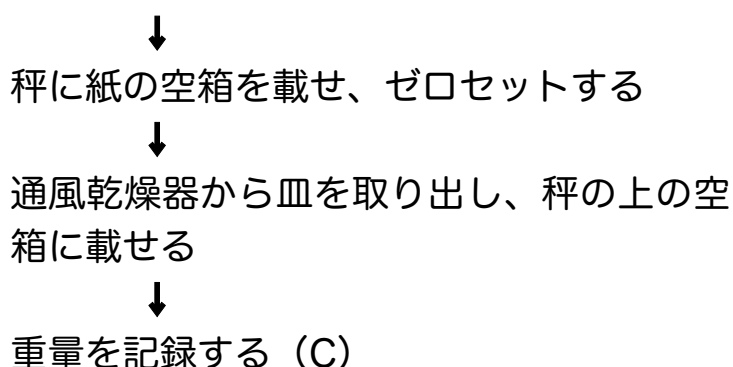 ↓
秤に紙の空箱を載せ、ゼロセットする
↓
通風乾燥器から皿を取り出し、秤の上の空
箱に載せる
↓
重量を記録する（C）